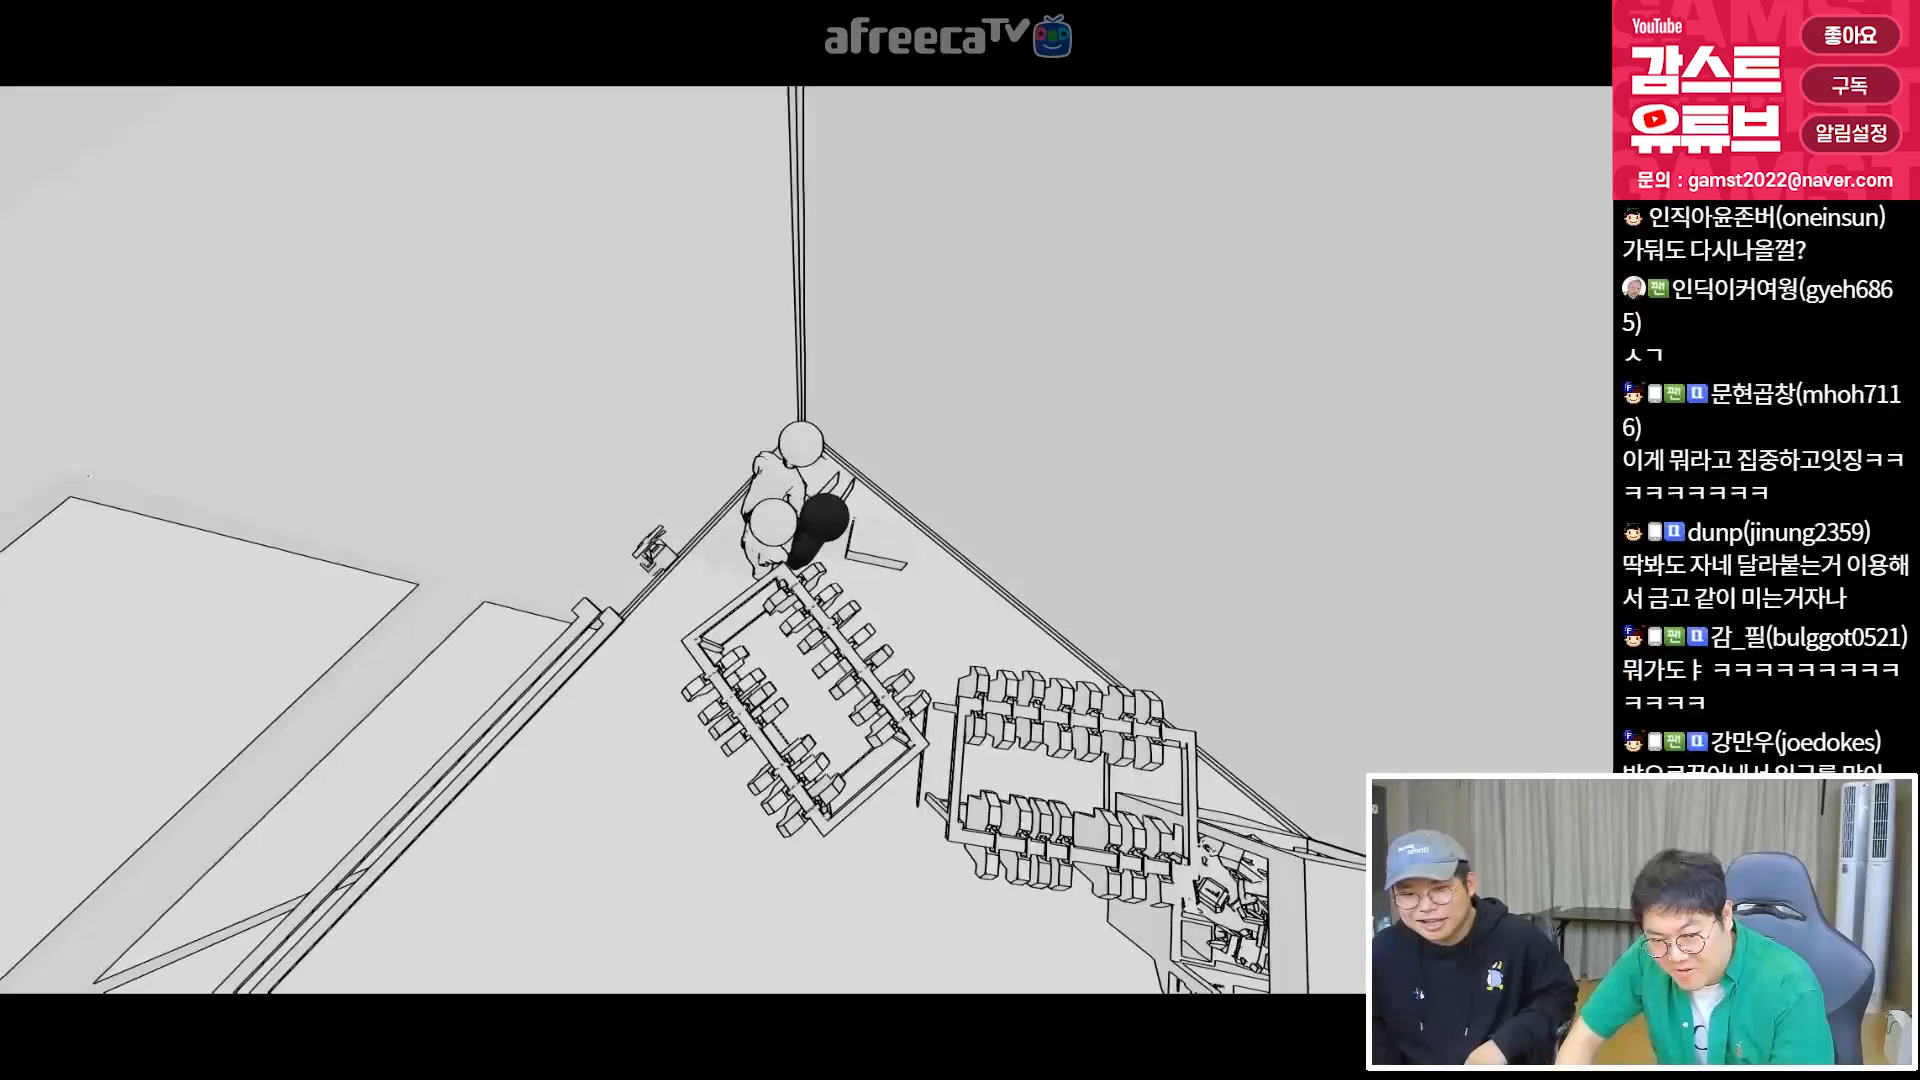 afreecaTV
YouTube
감스트
유튜브
좋아요
구독
알림설정
문의 : gamst2022@naver.com
인직아윤존버(oneinsun)
가둬도 다시나올껄?
팬 인딕이커여웡(gyeh686
5)
ㅅㄱ
팬 문현곱창(mhoh711
6)
이게 뭐라고 집중하고잇징ㅋㅋ
ㅋㅋㅋㅋㅋㅋㅋ
dunp(jinung2359)
딱봐도 자네 달라붙는거 이용해
서 금고 같이 미는거자나
팬 감_필(bulggot0521)
뭐가도ㅑ ㅋㅋㅋㅋㅋㅋㅋㅋㅋ
ㅋㅋㅋㅋ
팬 강만우(joedokes)